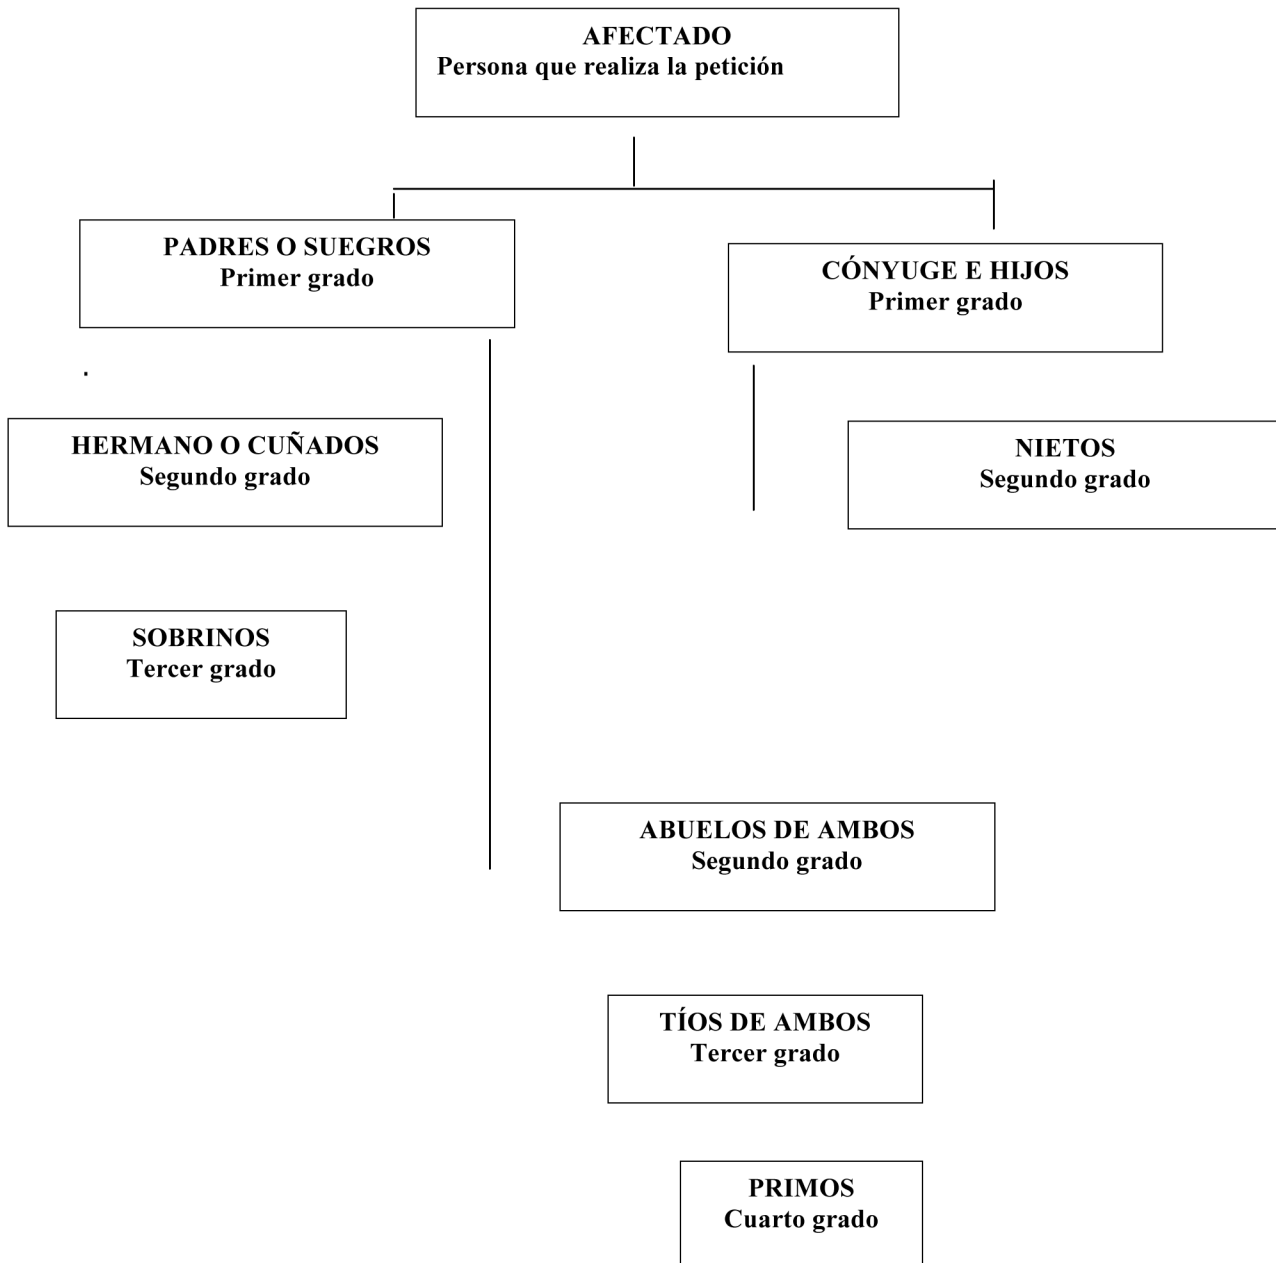 AFECTADO
Persona que realiza la petición
PADRES O SUEGROS
Primer grado
CÓNYUGE E HIJOS
Primer grado
.
HERMANO O CUÑADOS
Segundo grado
NIETOS
Segundo grado
SOBRINOS
Tercer grado
ABUELOS DE AMBOS
Segundo grado
TÍOS DE AMBOS
Tercer grado
PRIMOS
Cuarto grado